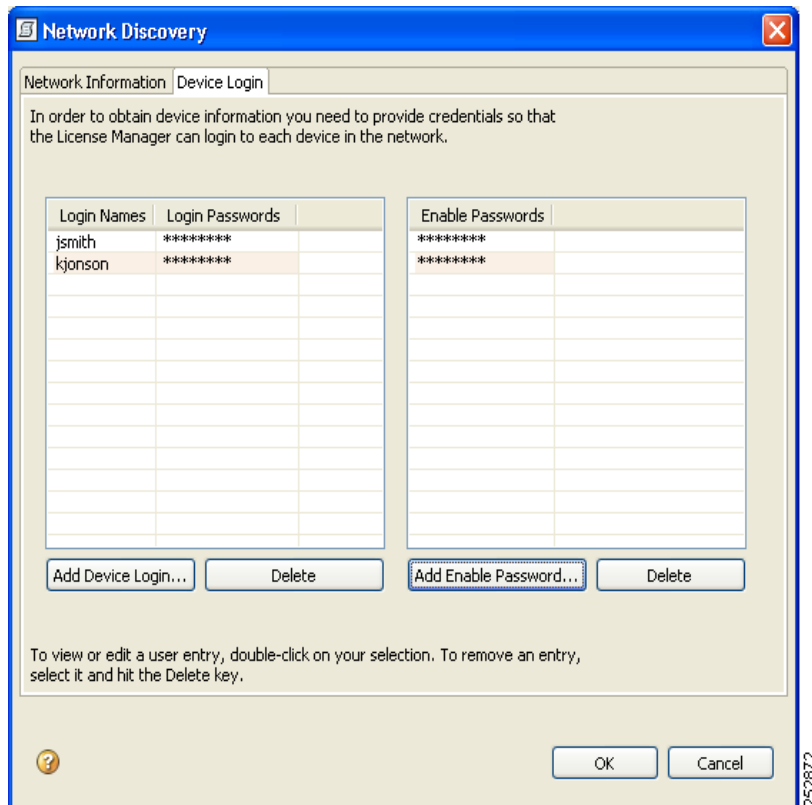 Network Discovery
Network Information Device Login
In order to obtain device information you need to provide credentials so that
the License Manager can login to each device in the network.
Login Names Login Passwords Enable Passwords
jsmith ******** ********
kjonson ******** ********
Add Device Login... Delete Add Enable Password... Delete
To view or edit a user entry, double-click on your selection. To remove an entry,
select it and hit the Delete key.
? OK Cancel
252872